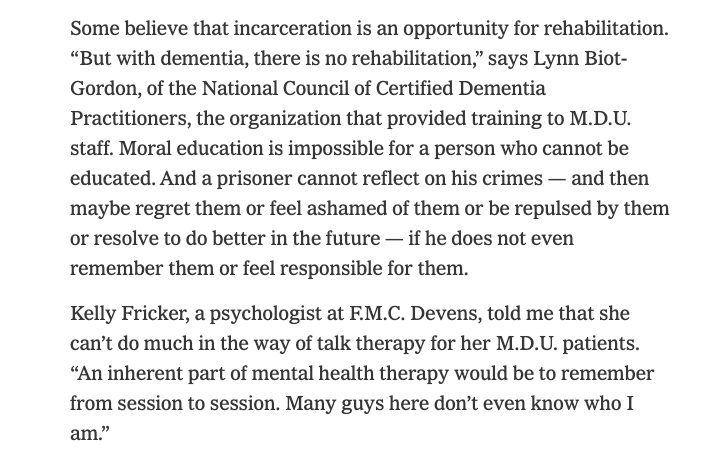 Some believe that incarceration is an opportunity for rehabilitation.
“But with dementia, there is no rehabilitation,” says Lynn Biot-
Gordon, of the National Council of Certified Dementia
Practitioners, the organization that provided training to M.D.U.
staff. Moral education is impossible for a person who cannot be
educated. And a prisoner cannot reflect on his crimes — and then
maybe regret them or feel ashamed of them or be repulsed by them
or resolve to do better in the future — if he does not even
remember them or feel responsible for them.
Kelly Fricker, a psychologist at F.M.C. Devens, told me that she
can’t do much in the way of talk therapy for her M.D.U. patients.
“An inherent part of mental health therapy would be to remember
from session to session. Many guys here don’t even know who I
am.”